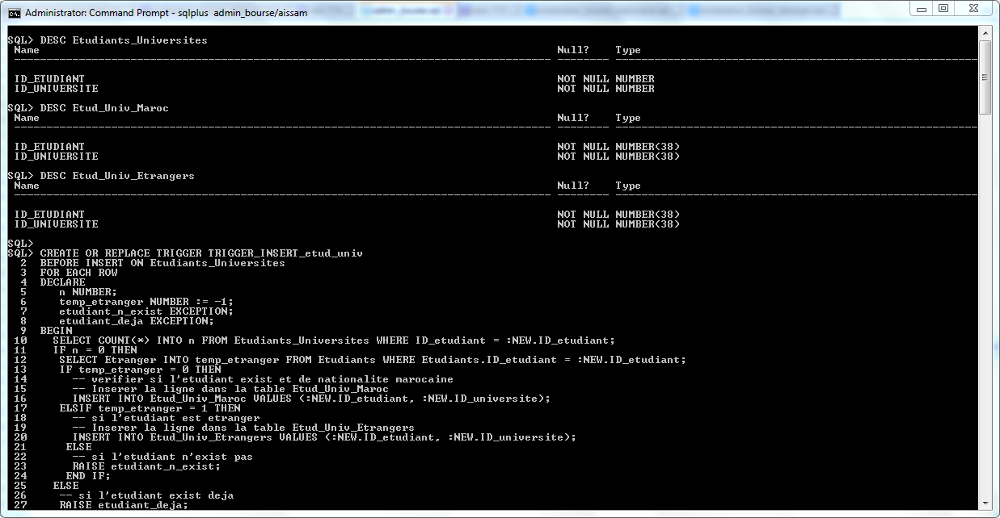 Administrator: Command Prompt - sqlplus  admin_bourse/aissam
SQL> DESC Etudiants_Universites
 Name                                                                                Null?    Type
 ----------------------------------------------------------------------------------- -------- --------------------------------------------------------
 ID_ETUDIANT                                                                         NOT NULL NUMBER
 ID_UNIVERSITE                                                                       NOT NULL NUMBER
SQL> DESC Etud_Univ_Maroc
 Name                                                                                Null?    Type
 ----------------------------------------------------------------------------------- -------- --------------------------------------------------------
 ID_ETUDIANT                                                                         NOT NULL NUMBER(38)
 ID_UNIVERSITE                                                                       NOT NULL NUMBER(38)
SQL> DESC Etud_Univ_Etrangers
 Name                                                                                Null?    Type
 ----------------------------------------------------------------------------------- -------- --------------------------------------------------------
 ID_ETUDIANT                                                                         NOT NULL NUMBER(38)
 ID_UNIVERSITE                                                                       NOT NULL NUMBER(38)
SQL>
SQL> CREATE OR REPLACE TRIGGER TRIGGER_INSERT_etud_univ
  2  BEFORE INSERT ON Etudiants_Universites
  3  FOR EACH ROW
  4  DECLARE
  5     n NUMBER;
  6     temp_etranger NUMBER := -1;
  7     etudiant_n_exist EXCEPTION;
  8     etudiant_deja EXCEPTION;
  9  BEGIN
 10    SELECT COUNT(*) INTO n FROM Etudiants_Universites WHERE ID_etudiant = :NEW.ID_etudiant;
 11    IF n = 0 THEN
 12     SELECT Etranger INTO temp_etranger FROM Etudiants WHERE Etudiants.ID_etudiant = :NEW.ID_etudiant;
 13     IF temp_etranger = 0 THEN
 14       -- verifier si l'etudiant exist et de nationalite marocaine
 15       -- Inserer la ligne dans la table Etud_Univ_Maroc
 16       INSERT INTO Etud_Univ_Maroc VALUES (:NEW.ID_etudiant, :NEW.ID_universite);
 17     ELSIF temp_etranger = 1 THEN
 18       -- si l'etudiant est etranger
 19       -- Inserer la ligne dans la table Etud_Univ_Etrangers
 20       INSERT INTO Etud_Univ_Etrangers VALUES (:NEW.ID_etudiant, :NEW.ID_universite);
 21      ELSE
 22       -- si l'etudiant n'exist pas
 23       RAISE etudiant_n_exist;
 24      END IF;
 25    ELSE
 26     -- si l'etudiant exist deja
 27     RAISE etudiant_deja;